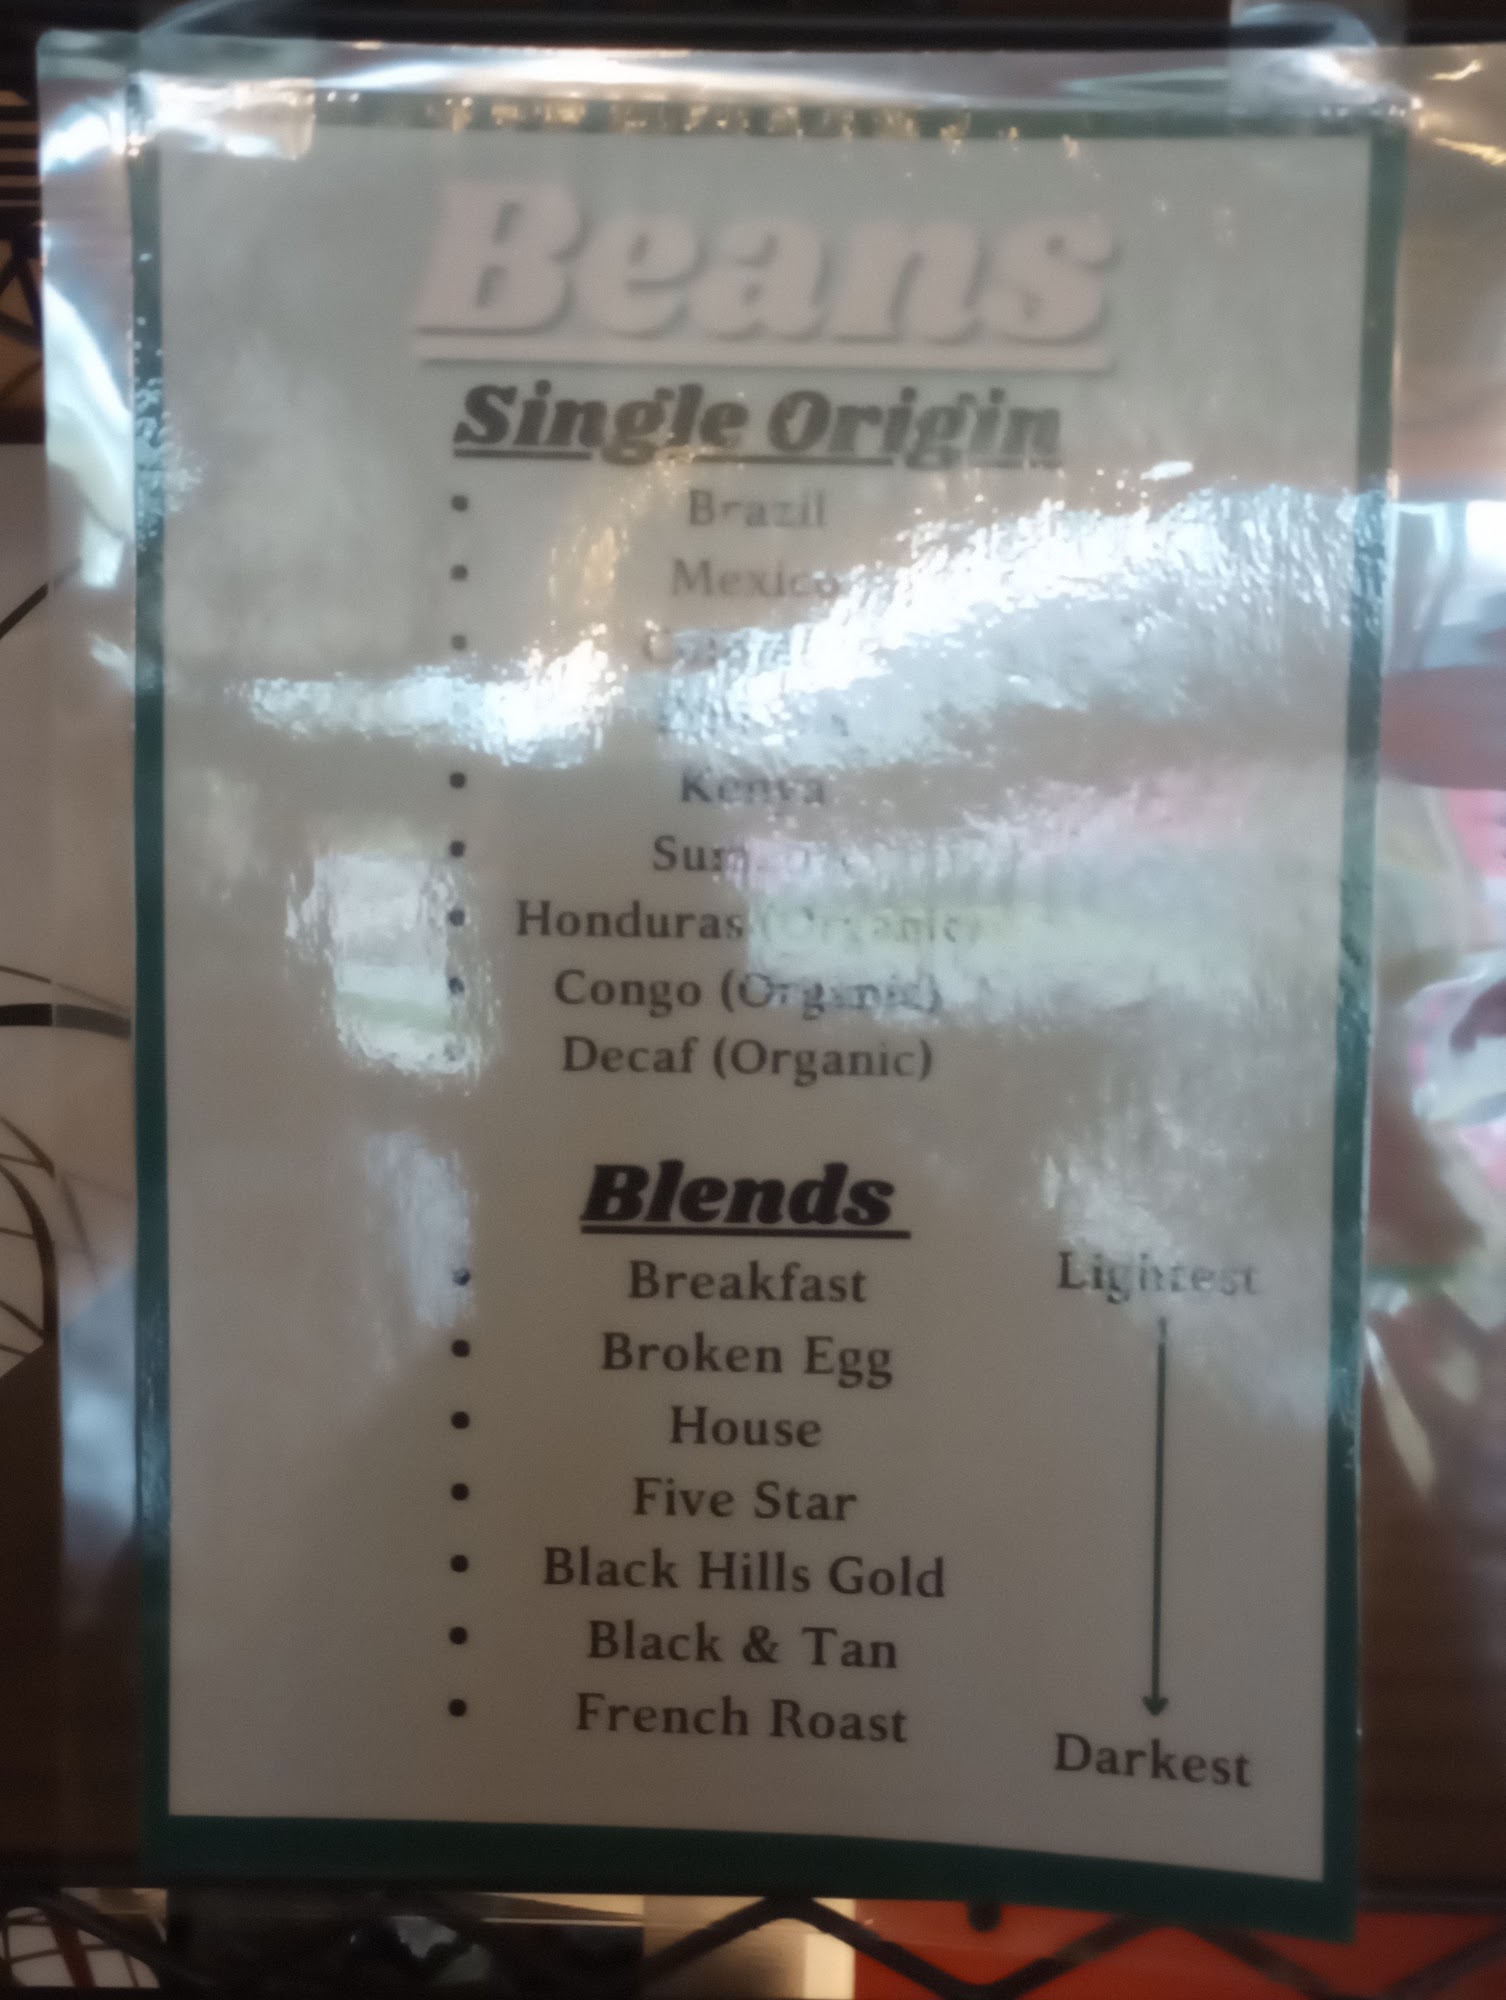 Beans
Single Origin
• Brazil
• Mexico
•
• Kenya
•
• Honduras (Organic)
• Congo (Organic)
• Decaf (Organic)
Blends
• Breakfast
Lightest
• Broken Egg
• House
• Five Star
• Black Hills Gold
• Black & Tan
• French Roast
Darkest